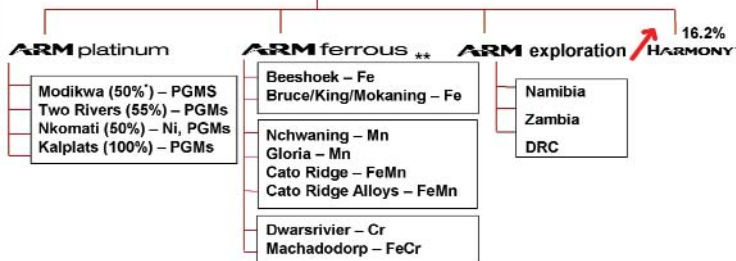 16.2%
ARM platinum
ARM ferrous **
ARM exploration
HARMONY
Modikwa (50%*) – PGMS
Two Rivers (55%) – PGMs
Nkomati (50%) – Ni, PGMs
Kalplats (100%) – PGMs
Beeshoek – Fe
Bruce/King/Mokaning – Fe
Nchwaning – Mn
Gloria – Mn
Cato Ridge – FeMn
Cato Ridge Alloys – FeMn
Dwarsrivier – Cr
Machadodorp – FeCr
Namibia
Zambia
DRC